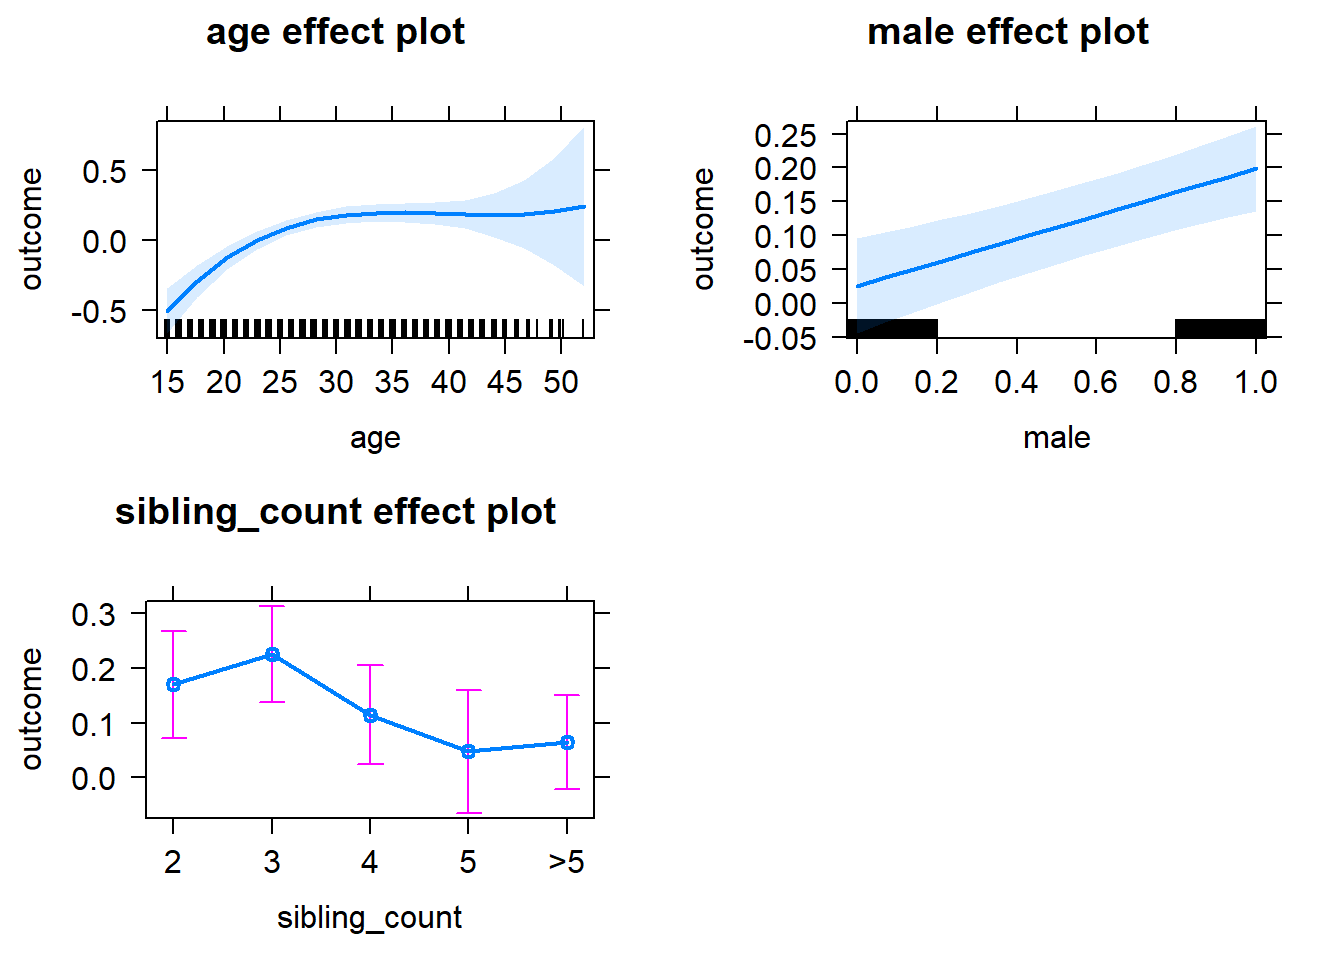 age effect plot
outcome
0.5
0.0
-0.5
15 20 25 30 35 40 45 50
age
male effect plot
outcome
0.25
0.20
0.15
0.10
0.05
0.00
-0.05
0.0 0.2 0.4 0.6 0.8 1.0
male
sibling_count effect plot
outcome
0.3
0.2
0.1
0.0
2 3 4 5 >5
sibling_count